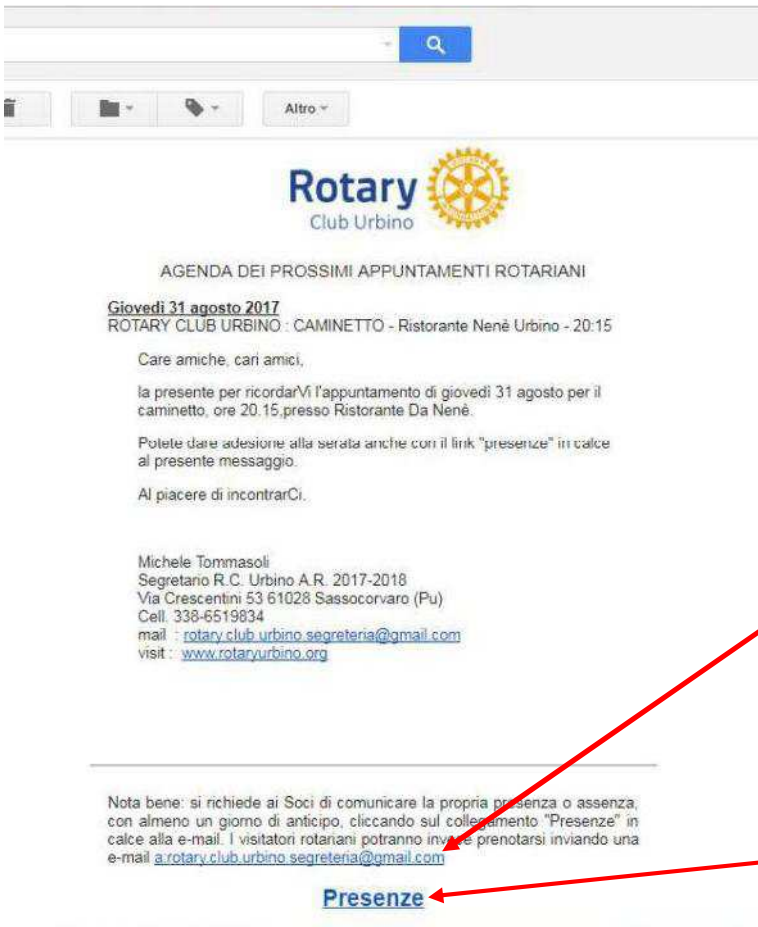 Altro
Rotary
Club Urbino
AGENDA DEI PROSSIMI APPUNTAMENTI ROTARIANI
Giovedì 31 agosto 2017
ROTARY CLUB URBINO : CAMINETTO - Ristorante Nenè Urbino - 20:15
Care amiche, cari amici,
la presente per ricordarVi l'appuntamento di giovedì 31 agosto per il
caminetto, ore 20.15,presso Ristorante Da Nenè.
Potete dare adesione alla serata anche con il link "presenze" in calce
al presente messaggio.
Al piacere di incontrarCi.
Michele Tommasoli
Segretario R.C. Urbino A.R. 2017-2018
Via Crescentini 53 61028 Sassocorvaro (Pu)
Cell. 338-6519834
mail : rotary.club.urbino.segreteria@gmail.com
visit : www.rotaryurbino.org
Nota bene: si richiede ai Soci di comunicare la propria presenza o assenza,
con almeno un giorno di anticipo, cliccando sul collegamento "Presenze" in
calce alla e-mail. I visitatori rotariani potranno invece prenotarsi inviando una
e-mail a:rotary.club.urbino.segreteria@gmail.com
Presenze